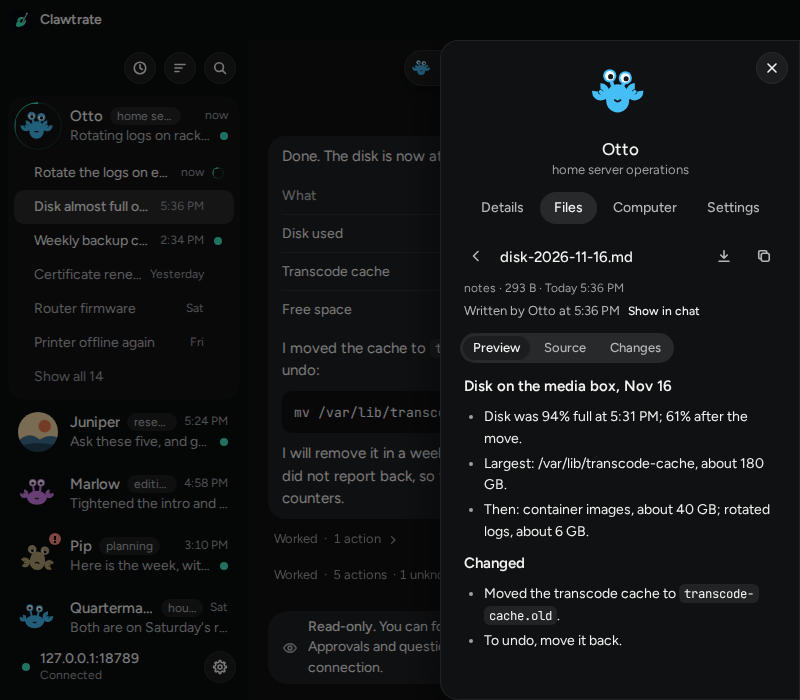 Clawtrate
Otto home se... now
Rotating logs on rack...
Rotate the logs on e... now
Disk almost full o... 5:36 PM
Weekly backup c... 2:34 PM
Certificate rene... Yesterday
Router firmware Sat
Printer offline again Fri
Show all 14
Juniper rese... 5:24 PM
Ask these five, and g...
Marlow editi... 4:58 PM
Tightened the intro and ...
Pip planning 3:10 PM
Here is the week, wit...
Quarterma... hou... Sat
Both are on Saturday's r...
127.0.0.1:18789
Connected
Done. The disk is now at
What
Disk used
Transcode cache
Free space
I moved the cache to
undo:
mv /var/lib/transc
I will remove it in a week
did not report back, so
counters.
Worked · 1 action
Worked · 5 actions · 1 unkno
Read-only. You can fo
Approvals and questi
connection.
Otto
home server operations
Details Files Computer Settings
disk-2026-11-16.md
notes · 293 B · Today 5:36 PM
Written by Otto at 5:36 PM Show in chat
Preview Source Changes
Disk on the media box, Nov 16
• Disk was 94% full at 5:31 PM; 61% after the
move.
• Largest: /var/lib/transcode-cache, about 180
GB.
• Then: container images, about 40 GB; rotated
logs, about 6 GB.
Changed
• Moved the transcode cache to transcode-
cache.old.
• To undo, move it back.